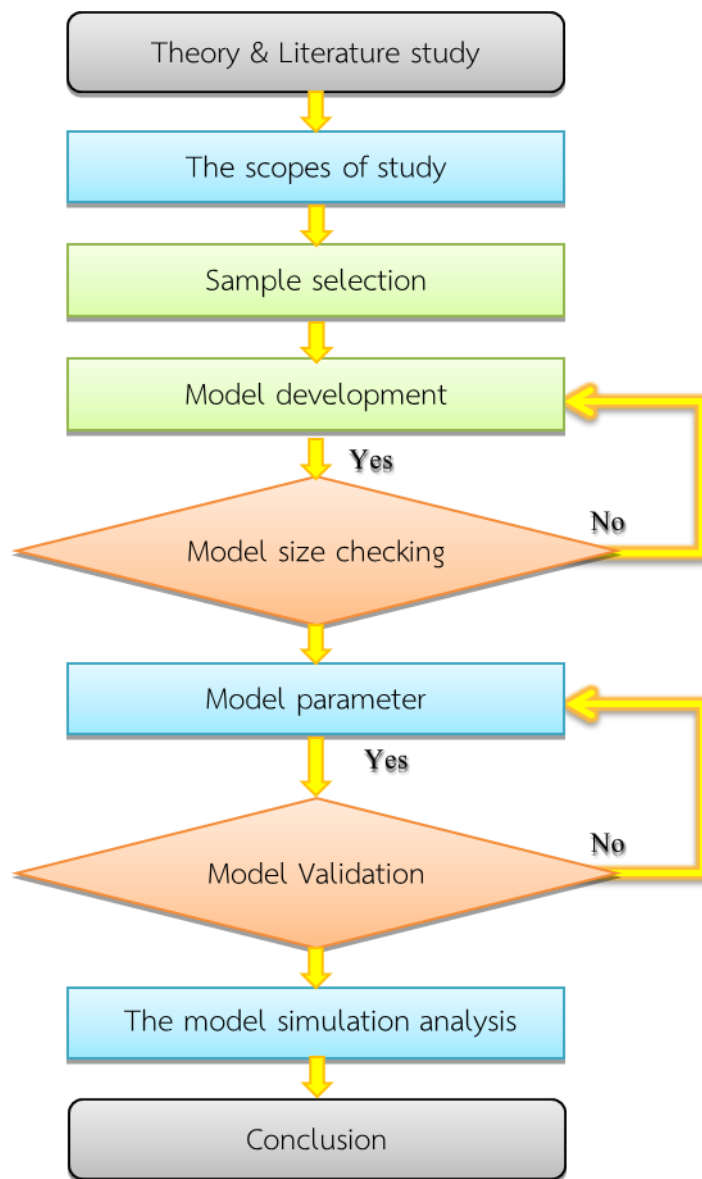 Theory & Literature study
The scopes of study
Sample selection
Model development
Yes
No
Model size checking
Model parameter
Yes
No
Model Validation
The model simulation analysis
Conclusion